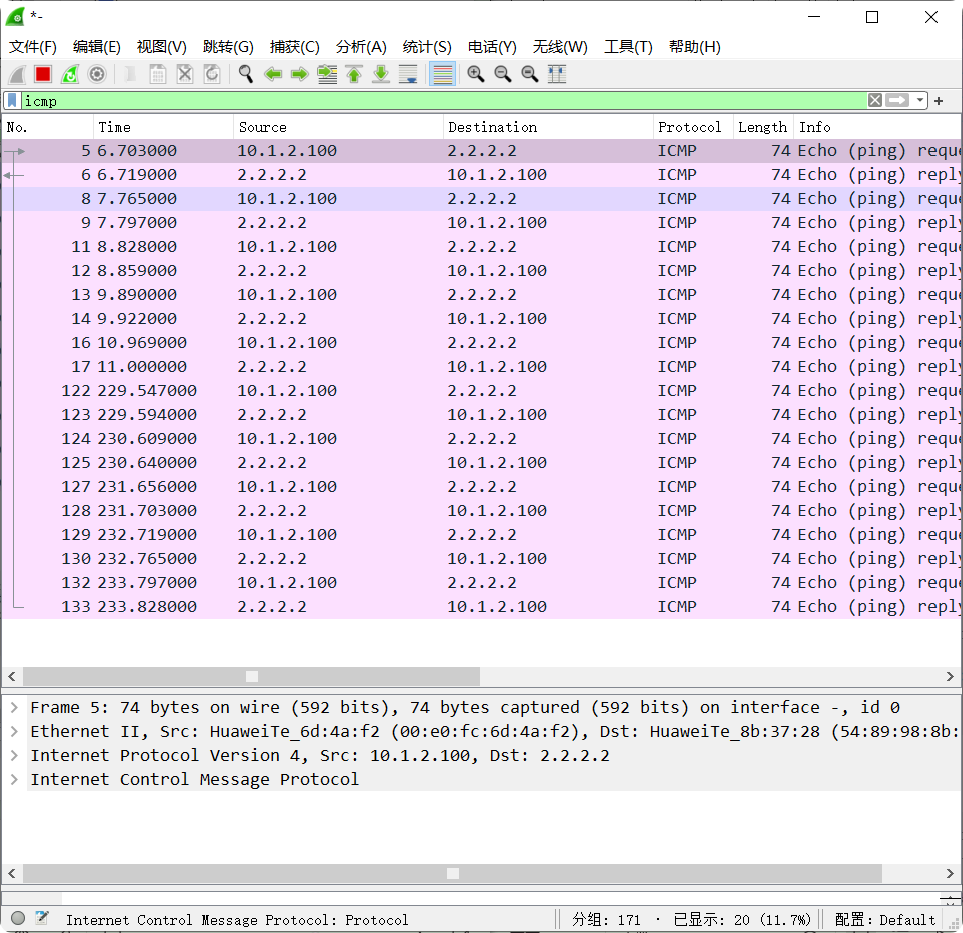 *-
文件(F) 编辑(E) 视图(V) 跳转(G) 捕获(C) 分析(A) 统计(S) 电话(Y) 无线(W) 工具(T) 帮助(H)
icmp
No. Time Source Destination Protocol Length Info
5 6.703000 10.1.2.100 2.2.2.2 ICMP 74 Echo (ping) reque
6 6.719000 2.2.2.2 10.1.2.100 ICMP 74 Echo (ping) reply
8 7.765000 10.1.2.100 2.2.2.2 ICMP 74 Echo (ping) reque
9 7.797000 2.2.2.2 10.1.2.100 ICMP 74 Echo (ping) reply
11 8.828000 10.1.2.100 2.2.2.2 ICMP 74 Echo (ping) reque
12 8.859000 2.2.2.2 10.1.2.100 ICMP 74 Echo (ping) reply
13 9.890000 10.1.2.100 2.2.2.2 ICMP 74 Echo (ping) reque
14 9.922000 2.2.2.2 10.1.2.100 ICMP 74 Echo (ping) reply
16 10.969000 10.1.2.100 2.2.2.2 ICMP 74 Echo (ping) reque
17 11.000000 2.2.2.2 10.1.2.100 ICMP 74 Echo (ping) reply
122 229.547000 10.1.2.100 2.2.2.2 ICMP 74 Echo (ping) reque
123 229.594000 2.2.2.2 10.1.2.100 ICMP 74 Echo (ping) reply
124 230.609000 10.1.2.100 2.2.2.2 ICMP 74 Echo (ping) reque
125 230.640000 2.2.2.2 10.1.2.100 ICMP 74 Echo (ping) reply
127 231.656000 10.1.2.100 2.2.2.2 ICMP 74 Echo (ping) reque
128 231.703000 2.2.2.2 10.1.2.100 ICMP 74 Echo (ping) reply
129 232.719000 10.1.2.100 2.2.2.2 ICMP 74 Echo (ping) reque
130 232.765000 2.2.2.2 10.1.2.100 ICMP 74 Echo (ping) reply
132 233.797000 10.1.2.100 2.2.2.2 ICMP 74 Echo (ping) reque
133 233.828000 2.2.2.2 10.1.2.100 ICMP 74 Echo (ping) reply
Frame 5: 74 bytes on wire (592 bits), 74 bytes captured (592 bits) on interface -, id 0
Ethernet II, Src: HuaweiTe_6d:4a:f2 (00:e0:fc:6d:4a:f2), Dst: HuaweiTe_8b:37:28 (54:89:98:8b:
Internet Protocol Version 4, Src: 10.1.2.100, Dst: 2.2.2.2
Internet Control Message Protocol
Internet Control Message Protocol: Protocol 分组: 171 · 已显示: 20 (11.7%) 配置: Default